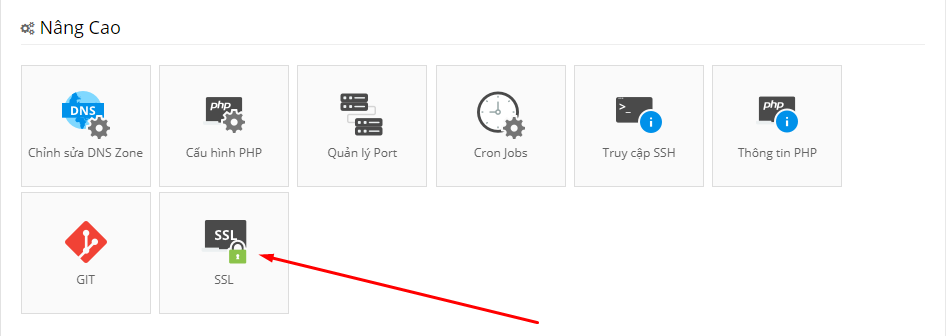 Nâng Cao
DNS
php
>_
i
php
i
Chỉnh sửa DNS Zone
Cấu hình PHP
Quản lý Port
Cron Jobs
Truy cập SSH
Thông tin PHP
SSL
GIT
SSL